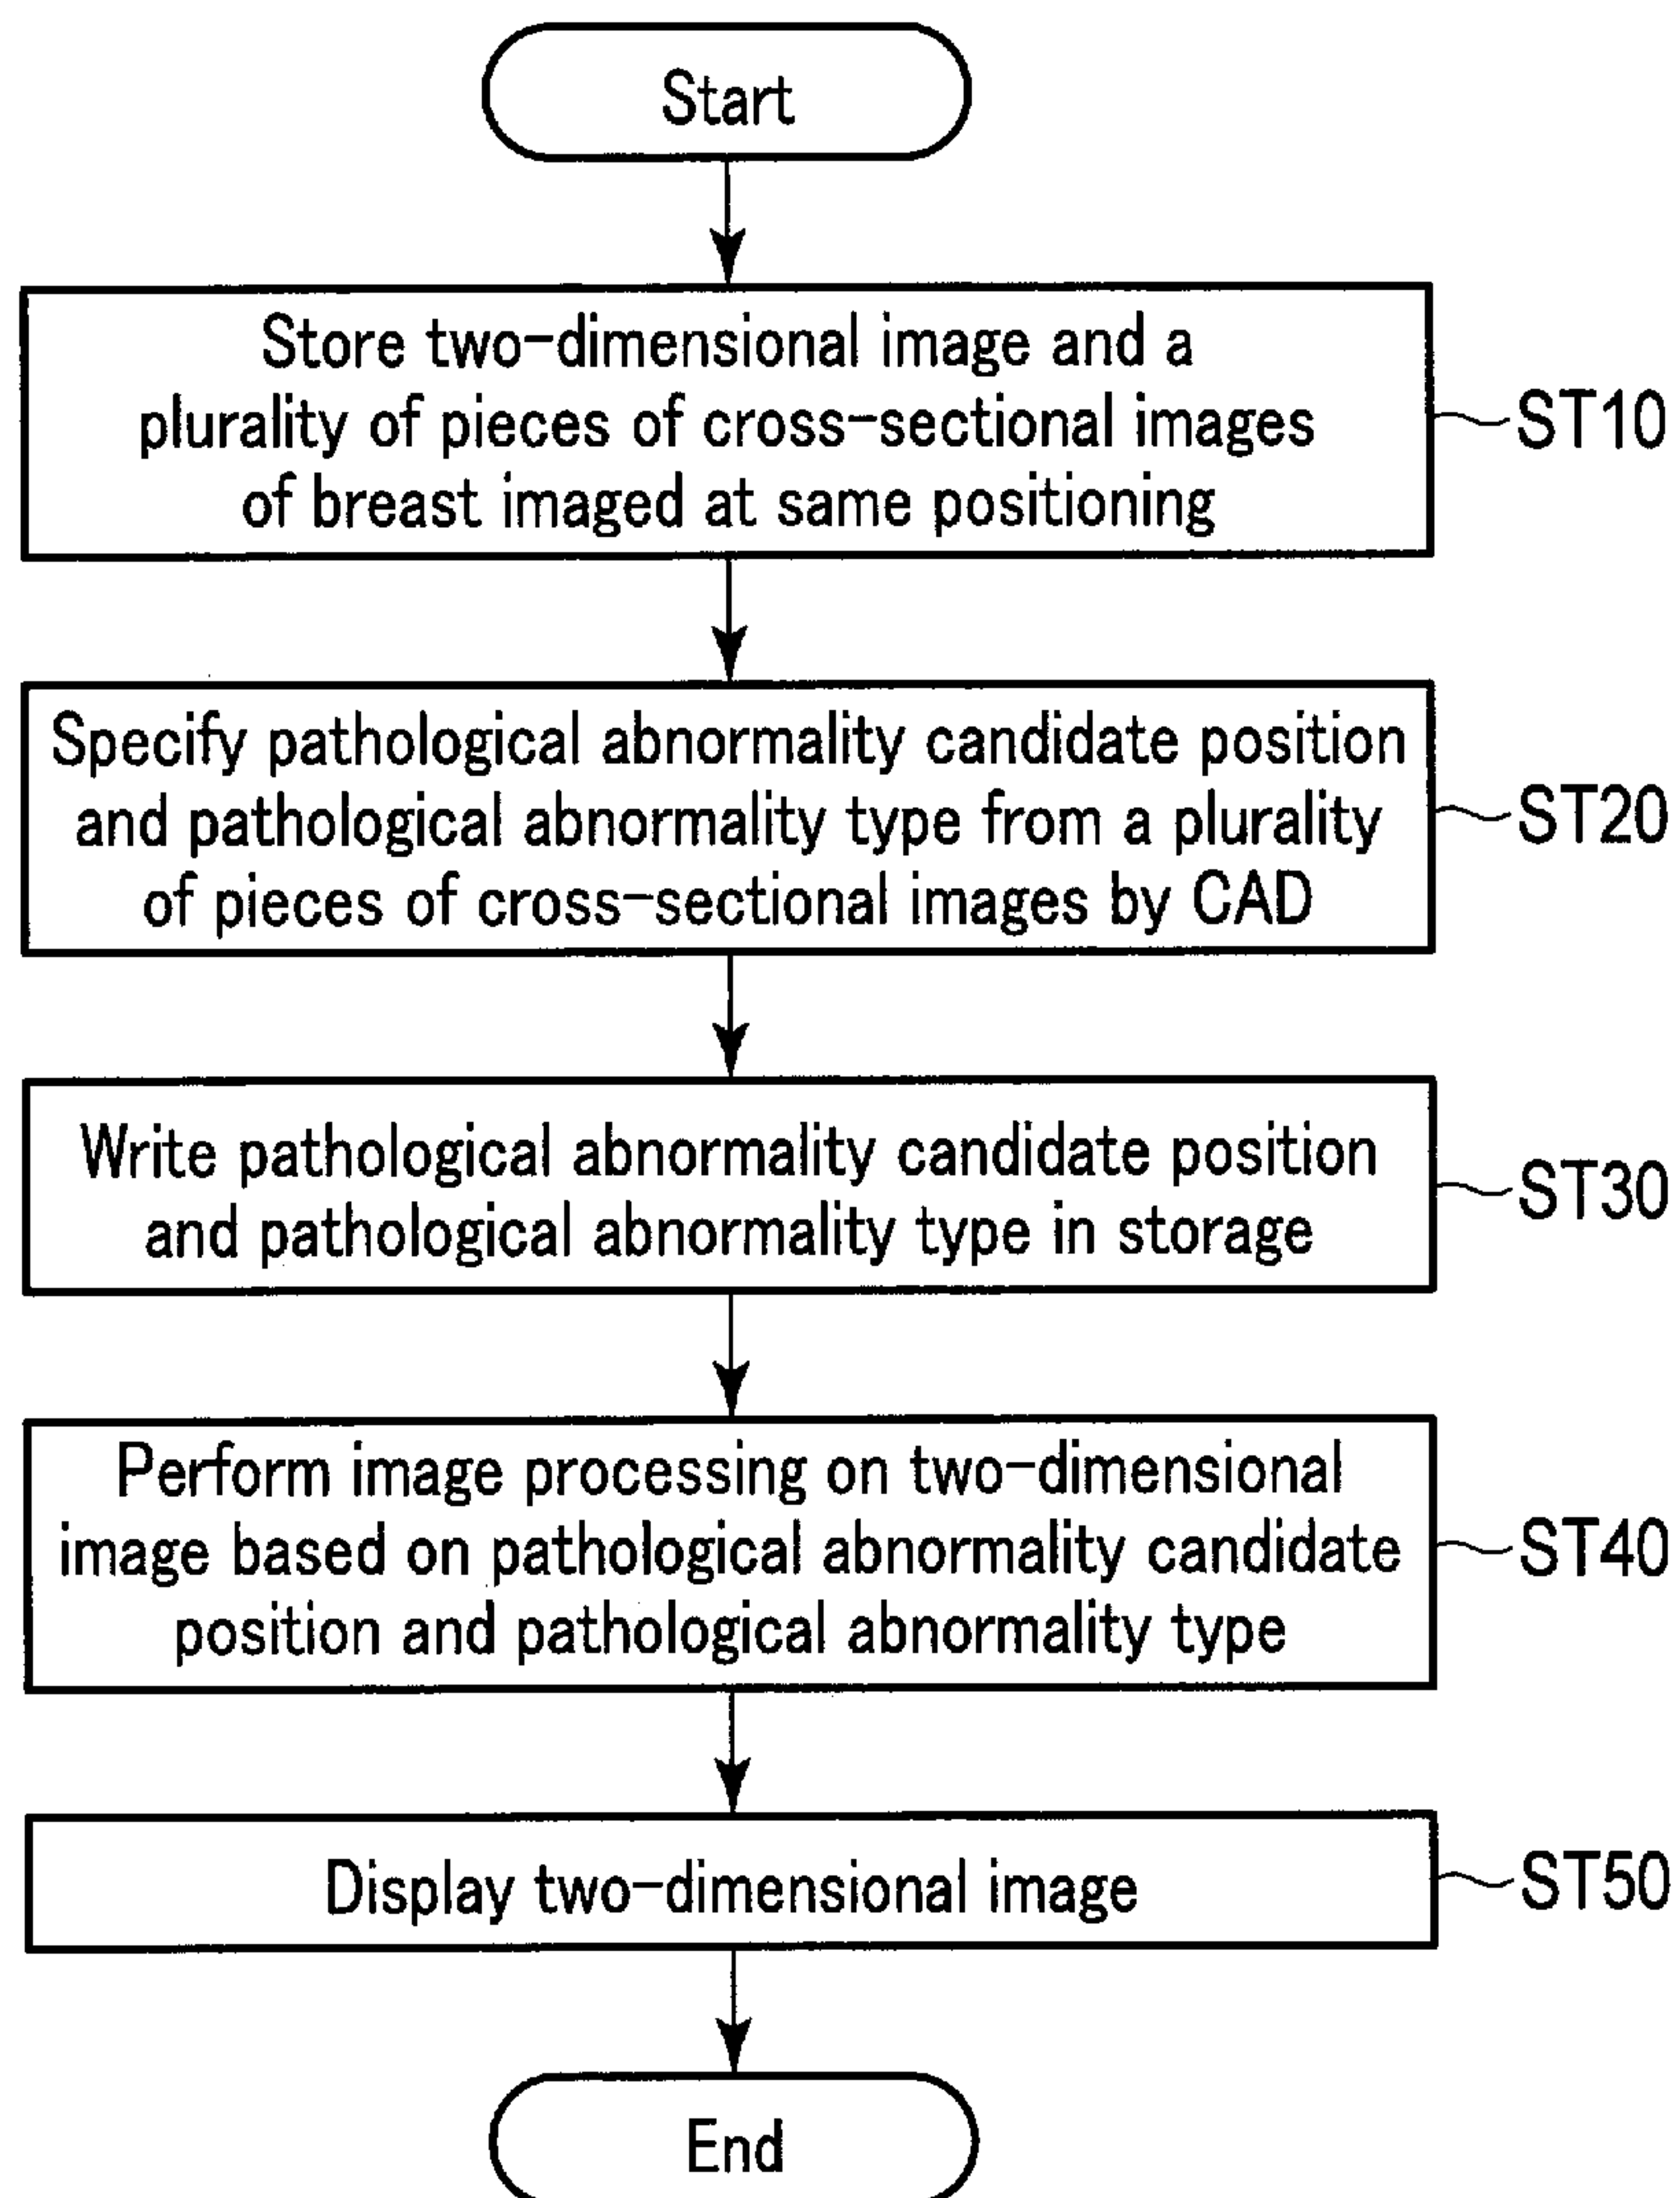 Start
Store two-dimensional image and a
plurality of pieces of cross-sectional images
of breast imaged at same positioning
ST10
Specify pathological abnormality candidate position
and pathological abnormality type from a plurality
of pieces of cross-sectional images by CAD
ST20
Write pathological abnormality candidate position
and pathological abnormality type in storage
ST30
Perform image processing on two-dimensional
image based on pathological abnormality candidate
position and pathological abnormality type
ST40
Display two-dimensional image
ST50
End